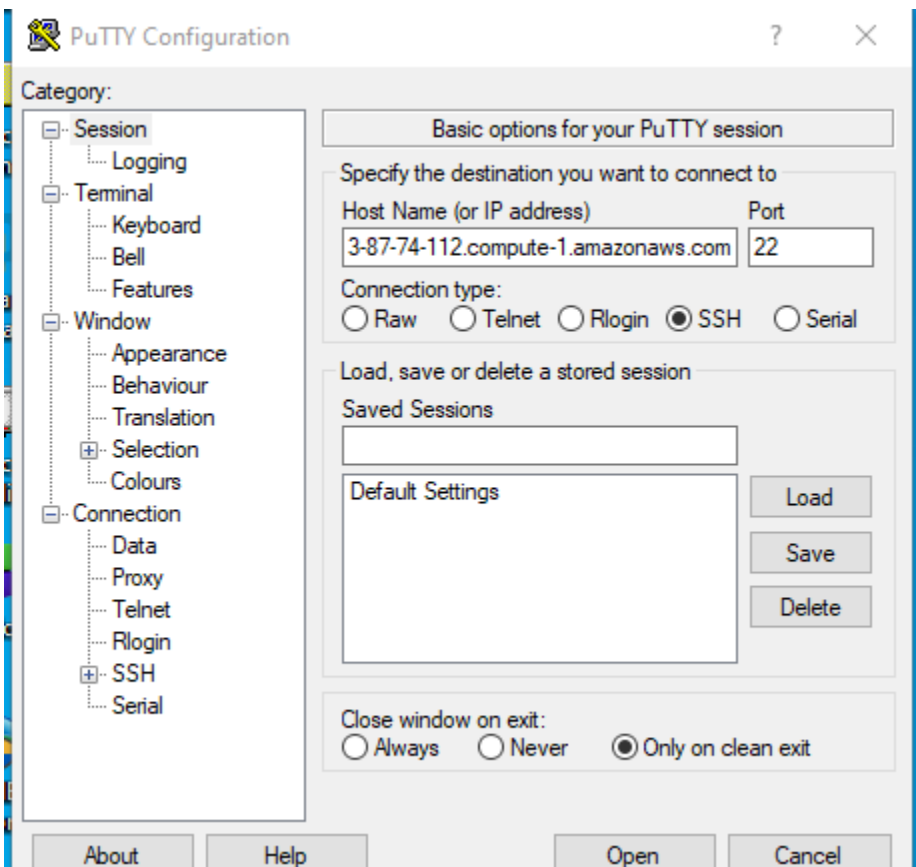 PuTTY Configuration
?
Category:
Session
Logging
Terminal
Keyboard
Bell
Features
Window
Appearance
Behaviour
Translation
Selection
Colours
Connection
Data
Proxy
Telnet
Rlogin
SSH
Serial
Basic options for your PuTTY session
Specify the destination you want to connect to
Host Name (or IP address) Port
3-87-74-112.compute-1.amazonaws.com 22
Connection type:
Raw Telnet Rlogin SSH Serial
Load, save or delete a stored session
Saved Sessions
Default Settings
Load
Save
Delete
Close window on exit:
Always Never Only on clean exit
About Help Open Cancel